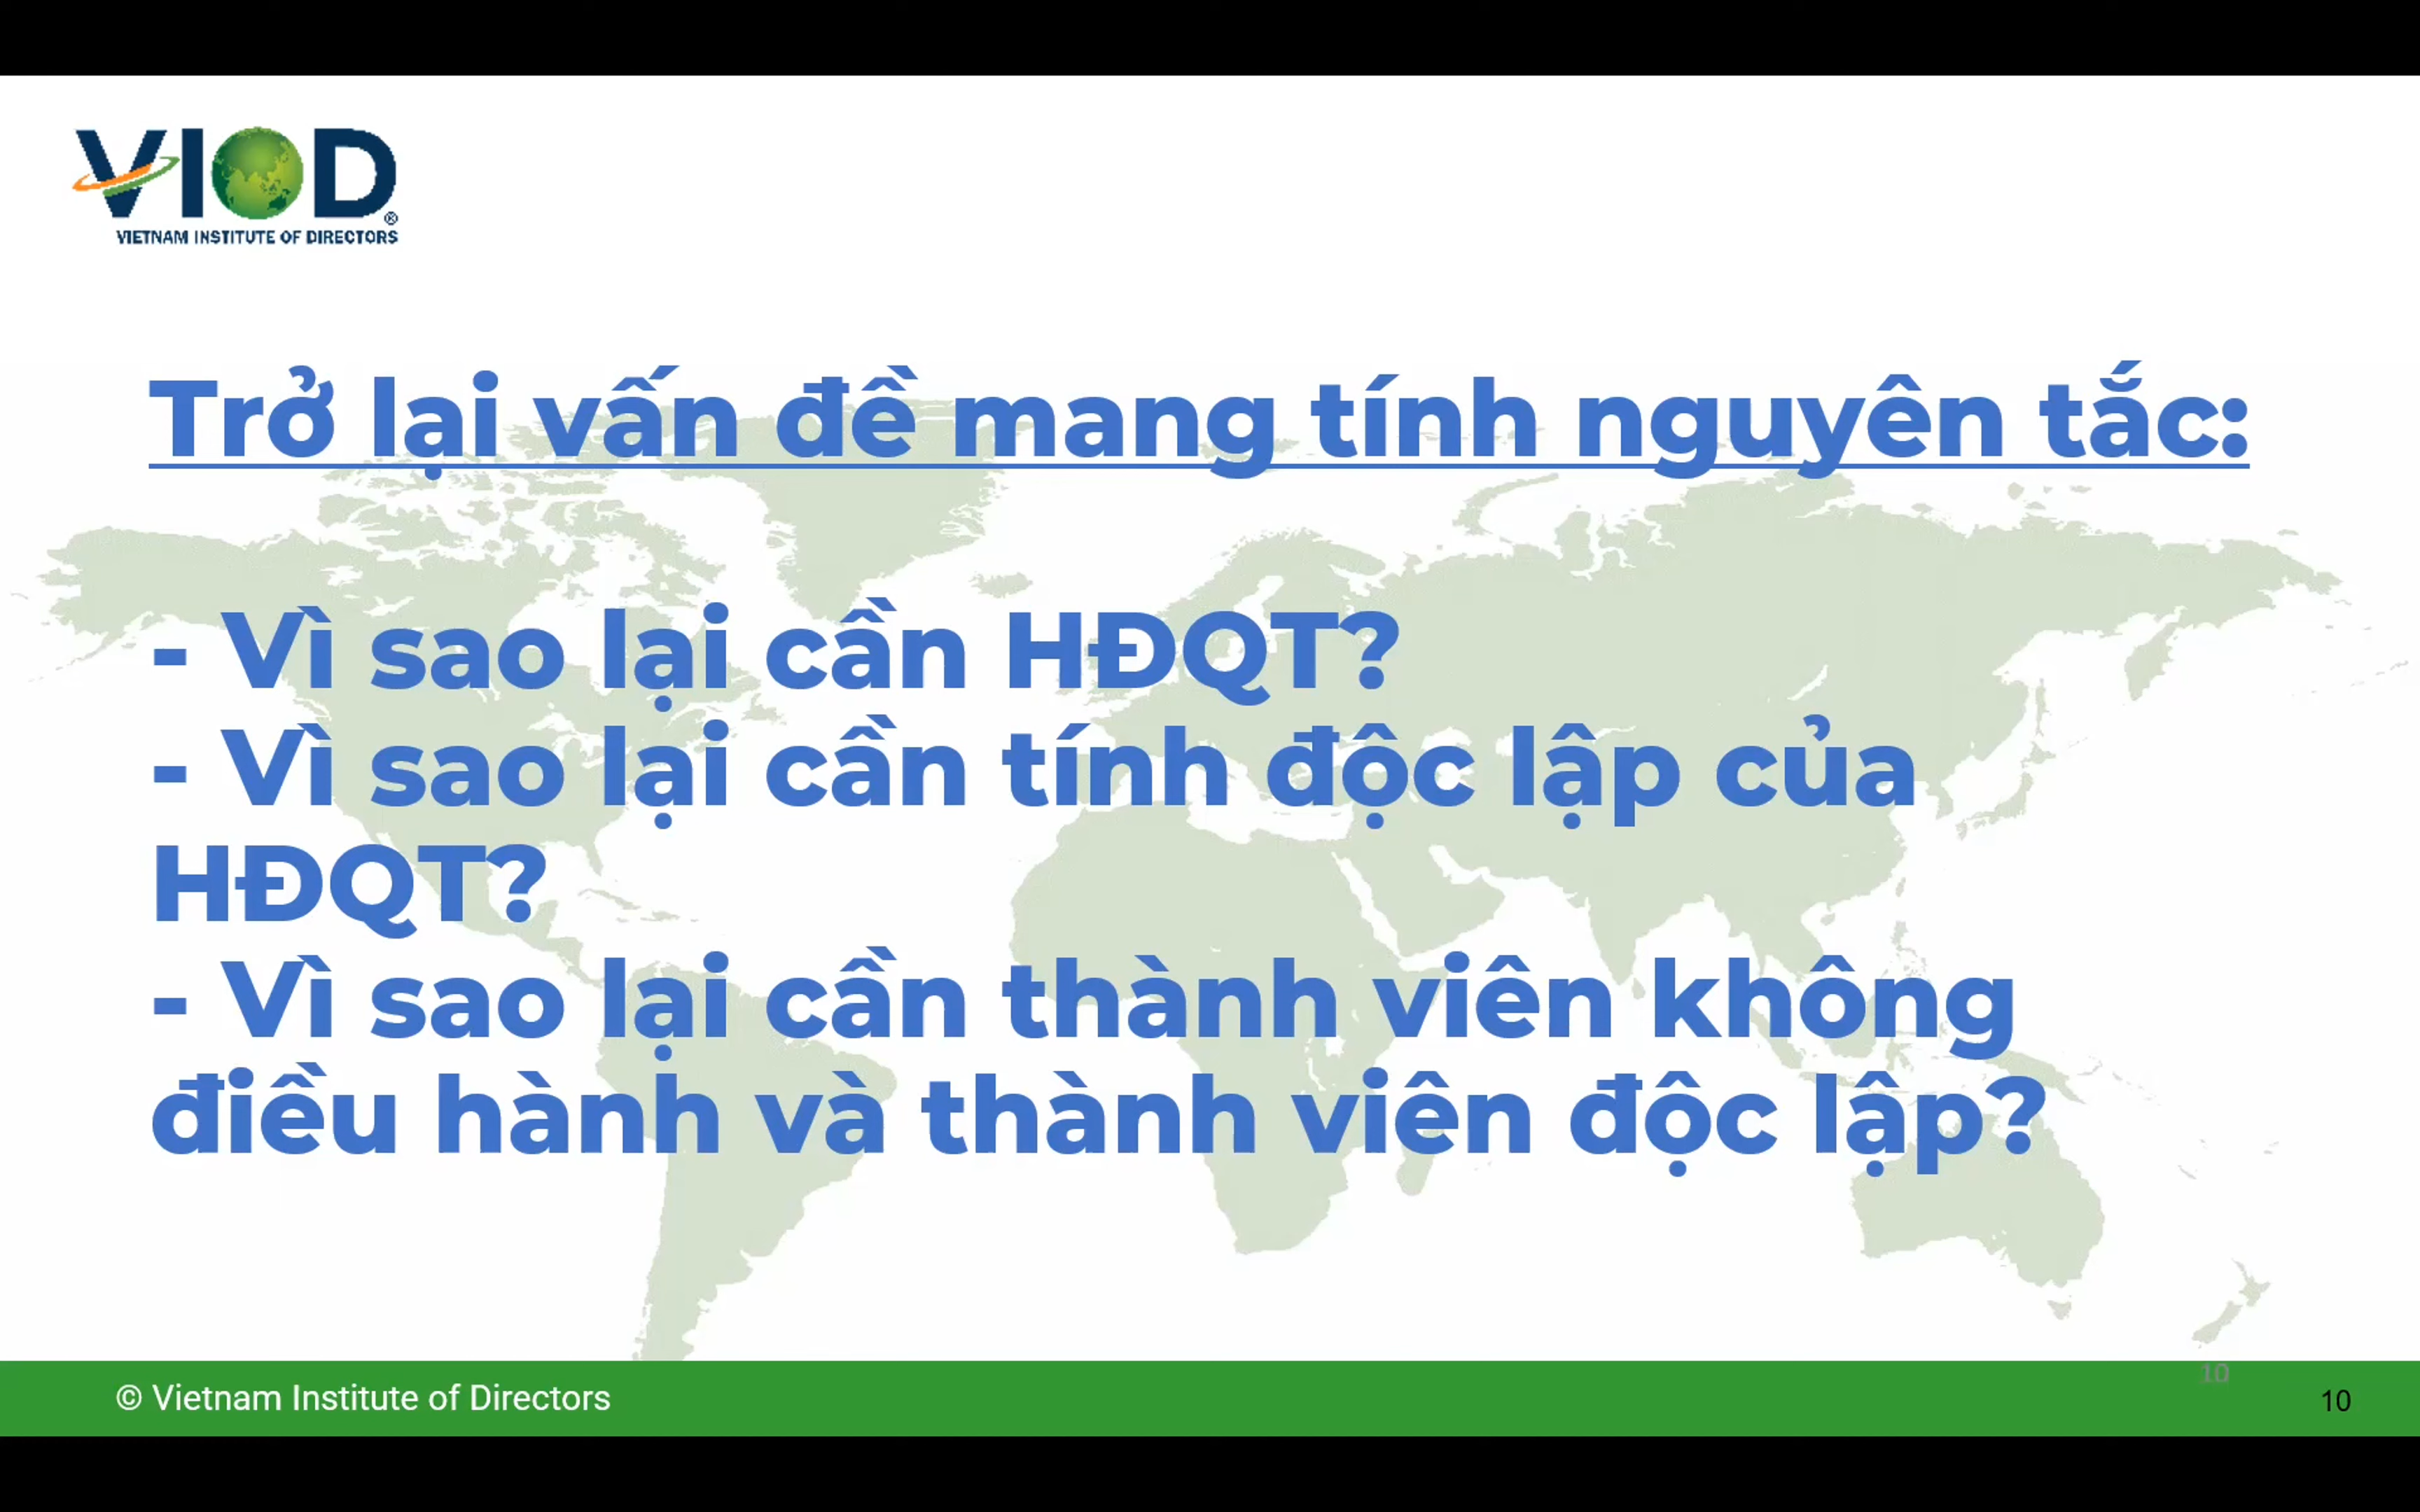 VIOD®
VIETNAM INSTITUTE OF DIRECTORS
Trở lại vấn đề mang tính nguyên tắc:
- Vì sao lại cần HĐQT?
- Vì sao lại cần tính độc lập của
HĐQT?
- Vì sao lại cần thành viên không
điều hành và thành viên độc lập?
© Vietnam Institute of Directors
10
10